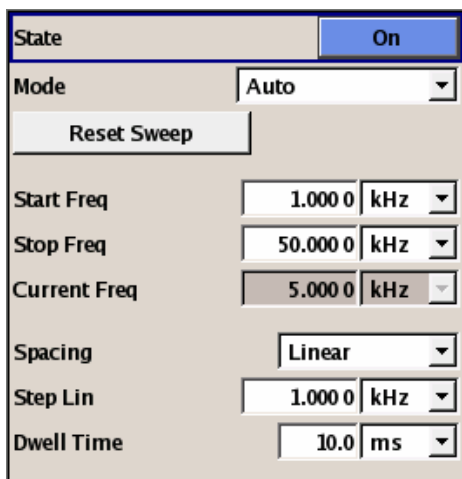 State On
Mode Auto
Reset Sweep
Start Freq 1.000 0 kHz
Stop Freq 50.000 0 kHz
Current Freq 5.000 0 kHz
Spacing Linear
Step Lin 1.000 0 kHz
Dwell Time 10.0 ms